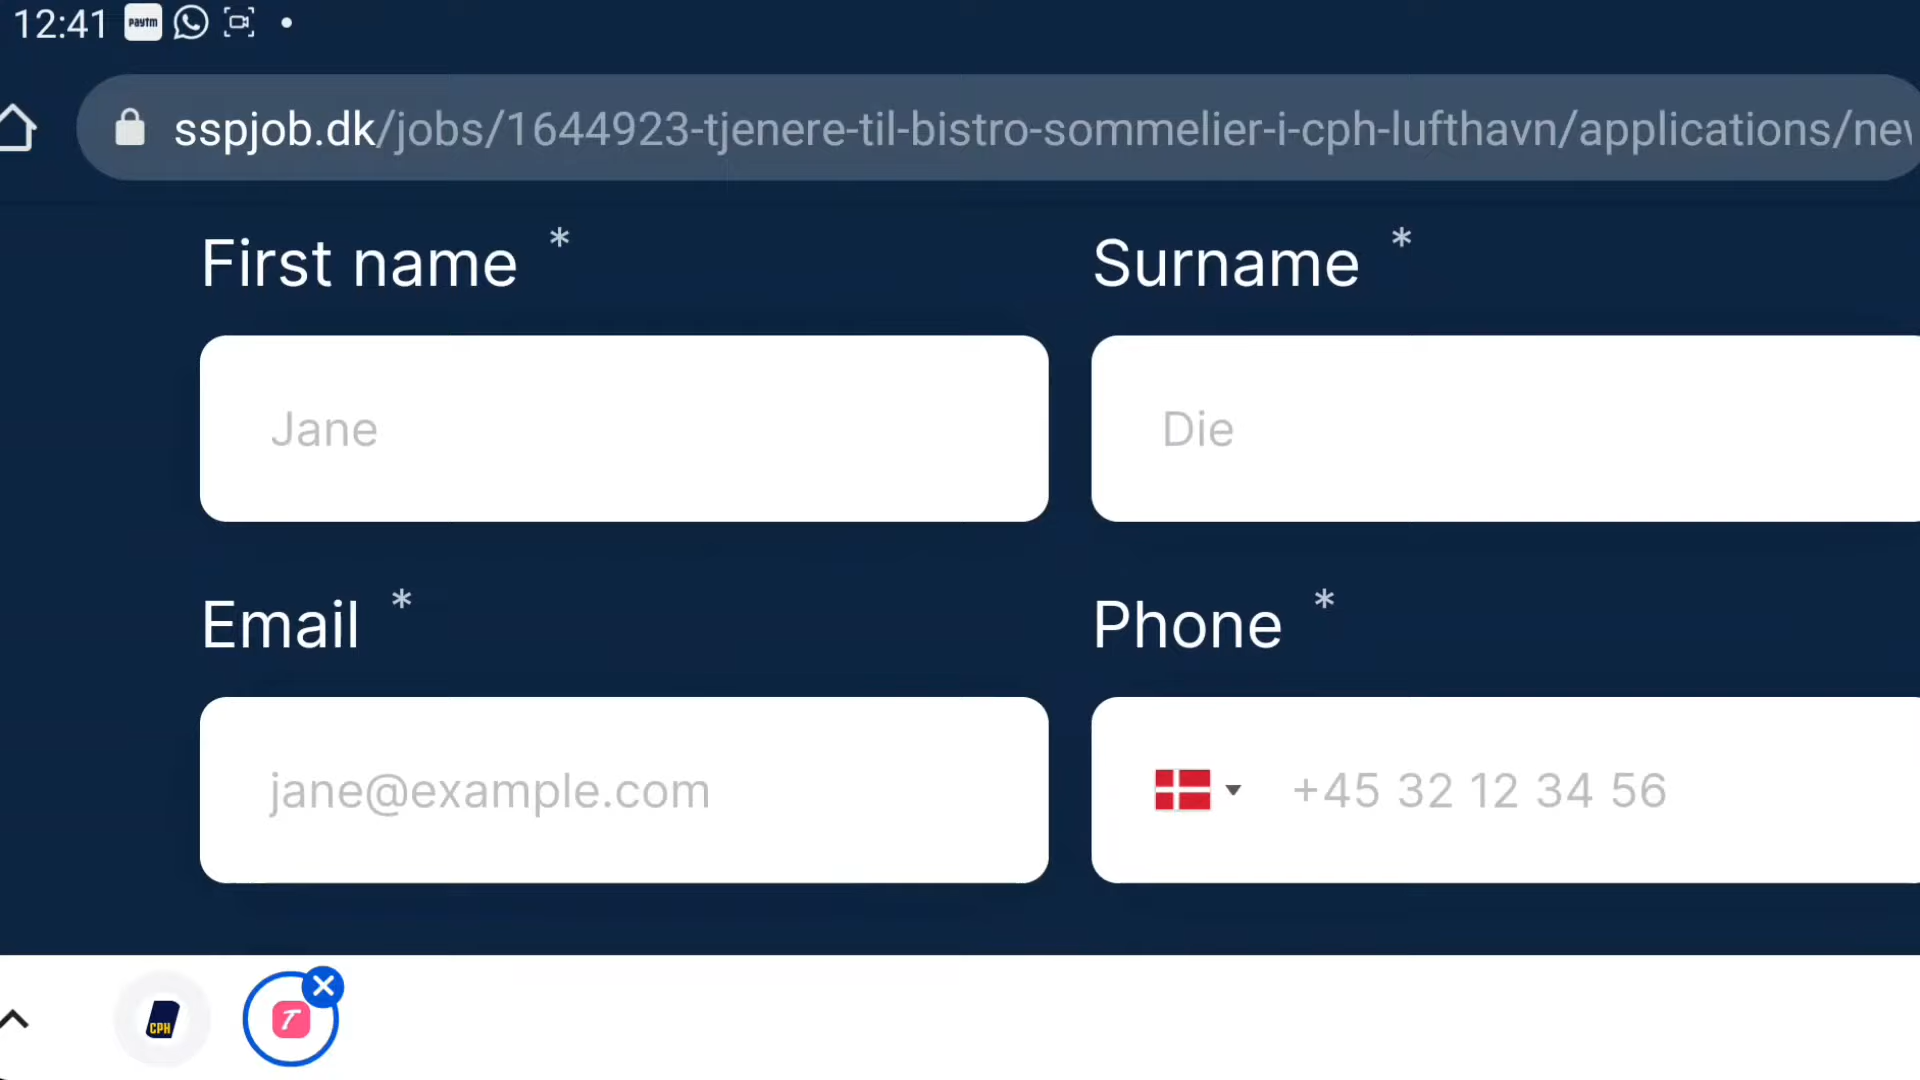 12:41 paytm
sspjob.dk/jobs/1644923-tjenere-til-bistro-sommelier-i-cph-lufthavn/applications/new
First name * Surname *
Jane Die
Email * Phone *
jane@example.com +45 32 12 34 56
CPH T